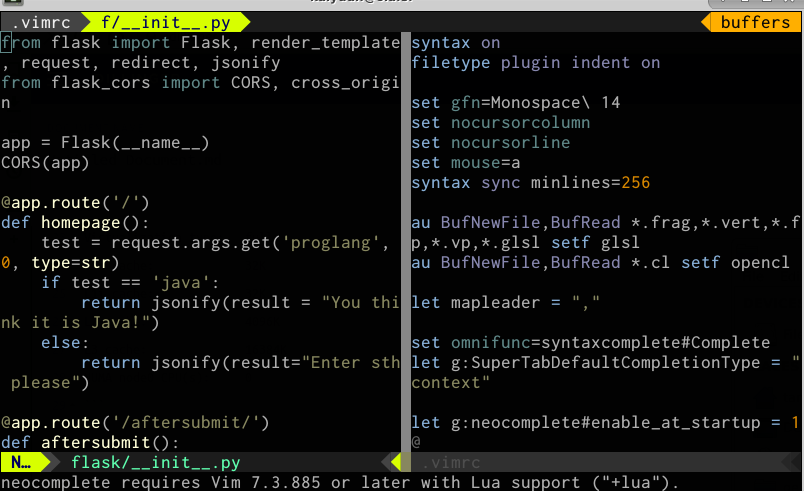 .vimrc f/__init__.py buffers
from flask import Flask, render_template
, request, redirect, jsonify
from flask_cors import CORS, cross_origi
n
app = Flask(__name__)
CORS(app)
@app.route('/')
def homepage():
test = request.args.get('proglang',
0, type=str)
if test == 'java':
return jsonify(result = "You thi
nk it is Java!")
else:
return jsonify(result="Enter sth
please")
@app.route('/aftersubmit/')
def aftersubmit():
syntax on
filetype plugin indent on
set gfn=Monospace\ 14
set nocursorcolumn
set nocursorline
set mouse=a
syntax sync minlines=256
au BufNewFile,BufRead *.frag,*.vert,*.f
p,*.vp,*.glsl setf glsl
au BufNewFile,BufRead *.cl setf opencl
let mapleader = ","
set omnifunc=syntaxcomplete#Complete
let g:SuperTabDefaultCompletionType = "
context"
let g:neocomplete#enable_at_startup = 1
@
N… flask/__init__.py .vimrc
neocomplete requires Vim 7.3.885 or later with Lua support ("+lua").